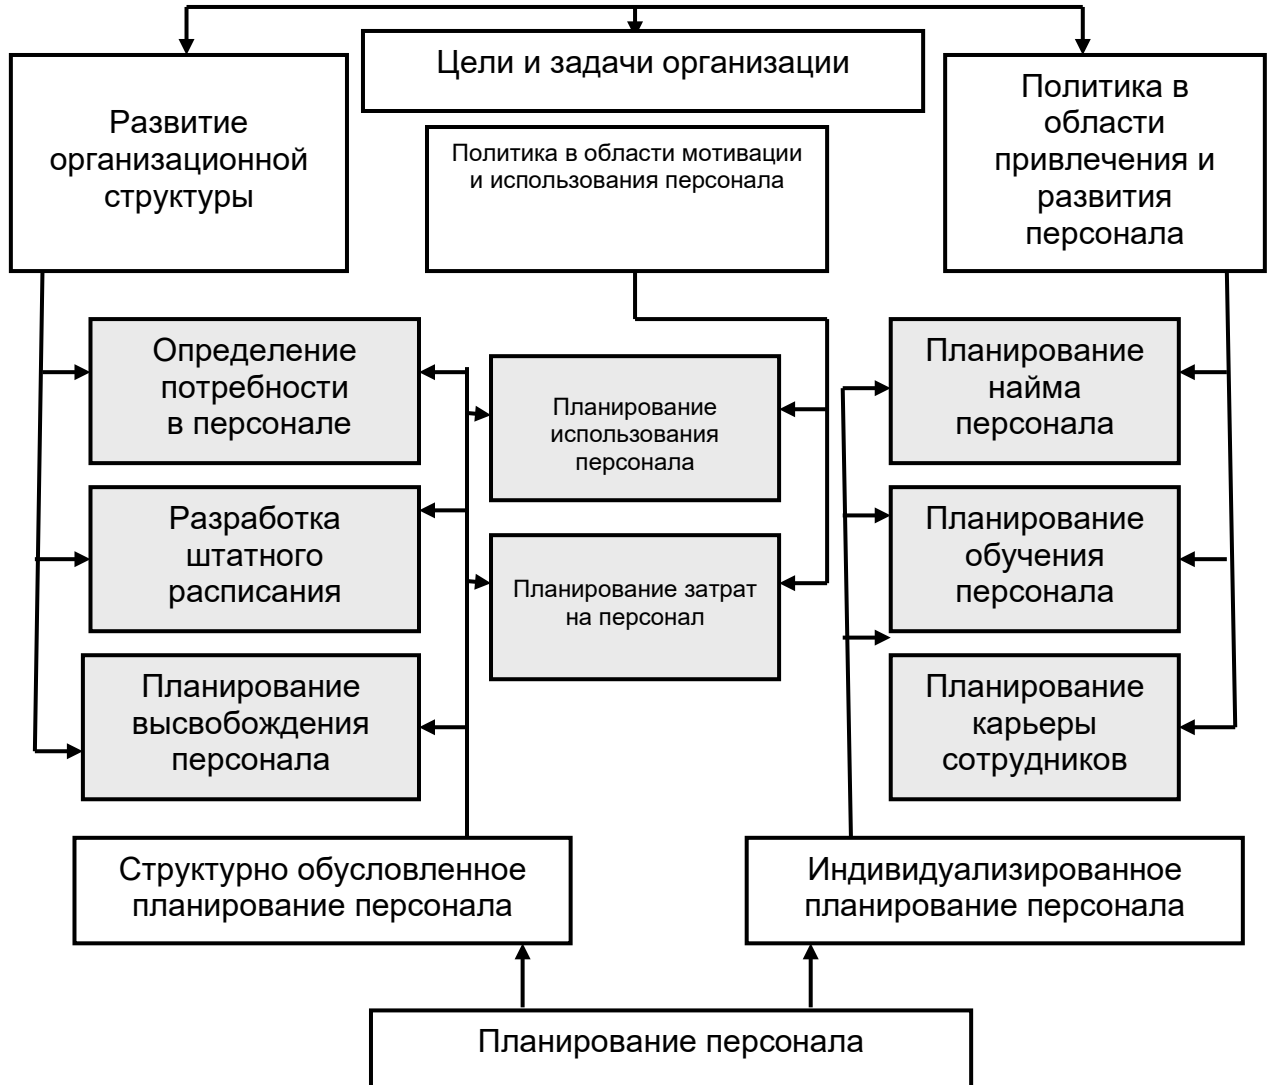 Цели и задачи организации
Развитие
организационной
структуры
Политика в области мотивации
и использования персонала
Политика в
области
привлечения и
развития
персонала
Определение
потребности
в персонале
Планирование
использования
персонала
Планирование
найма
персонала
Разработка
штатного
расписания
Планирование затрат
на персонал
Планирование
обучения
персонала
Планирование
высвобождения
персонала
Планирование
карьеры
сотрудников
Структурно обусловленное
планирование персонала
Индивидуализированное
планирование персонала
Планирование персонала